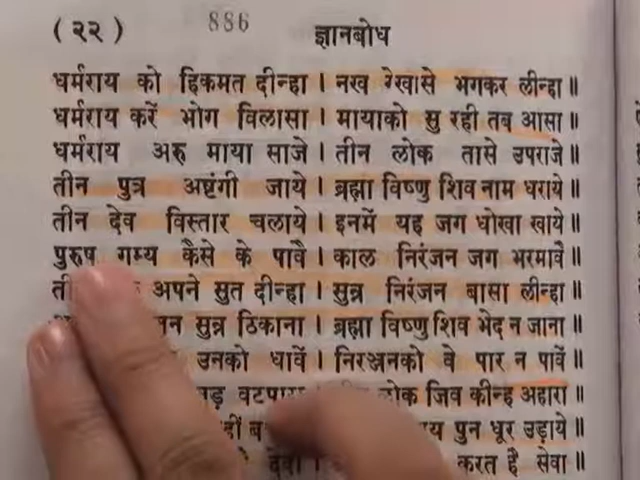 ( २२ ) 886 ज्ञानबोध
धर्मराय को हिकमत दीन्हा । नख रेखासे भगकर लीन्हा ॥
धर्मराय करें भोग विलासा । मायाको सु रही तब आसा ॥
धर्मराय अरु माया साजे । तीन लोक तासे उपराजे ॥
तीन पुत्र अष्टंगी जाये । ब्रह्मा विष्णु शिव नाम धराये ॥
तीन देव विस्तार चलाये । इनमें यह जग धोखा खाये ॥
पुरुष गम्य कैसे के पावै । काल निरंजन जग भरमावै ॥
अपने सुत दीन्हा । सुन्न निरंजन बासा लीन्हा ॥
सुन्न ठिकाना । ब्रह्मा विष्णु शिव भेद न जाना ॥
उनको धावें । निरञ्जनको वे पार न पावें ॥
लोक जिव कीन्ह अहारा ॥
पुन धूर उड़ाये ॥
करत है सेवा ॥